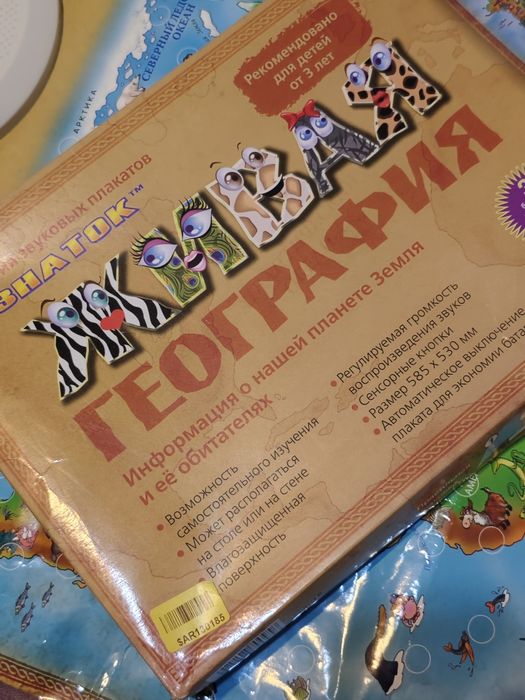 СЕВЕРНЫЙ ЛЕДО
ОКЕАН
АРКТИКА
Рекомендовано
для детей
от 3 лет
звуковых плакатов
ЗНАТОК™
ЖИВАЯ
ГЕОГРАФИЯ
Информация о нашей планете Земля
и её обитателях
• Возможность
самостоятельного изучения
• Может располагаться
на столе или на стене
Влагозащищенная
поверхность
• Регулируемая громкость
воспроизведения звуков
• Сенсорные кнопки
• Размер 585 х 530 мм
• Автоматическое выключение
плаката для экономии бата